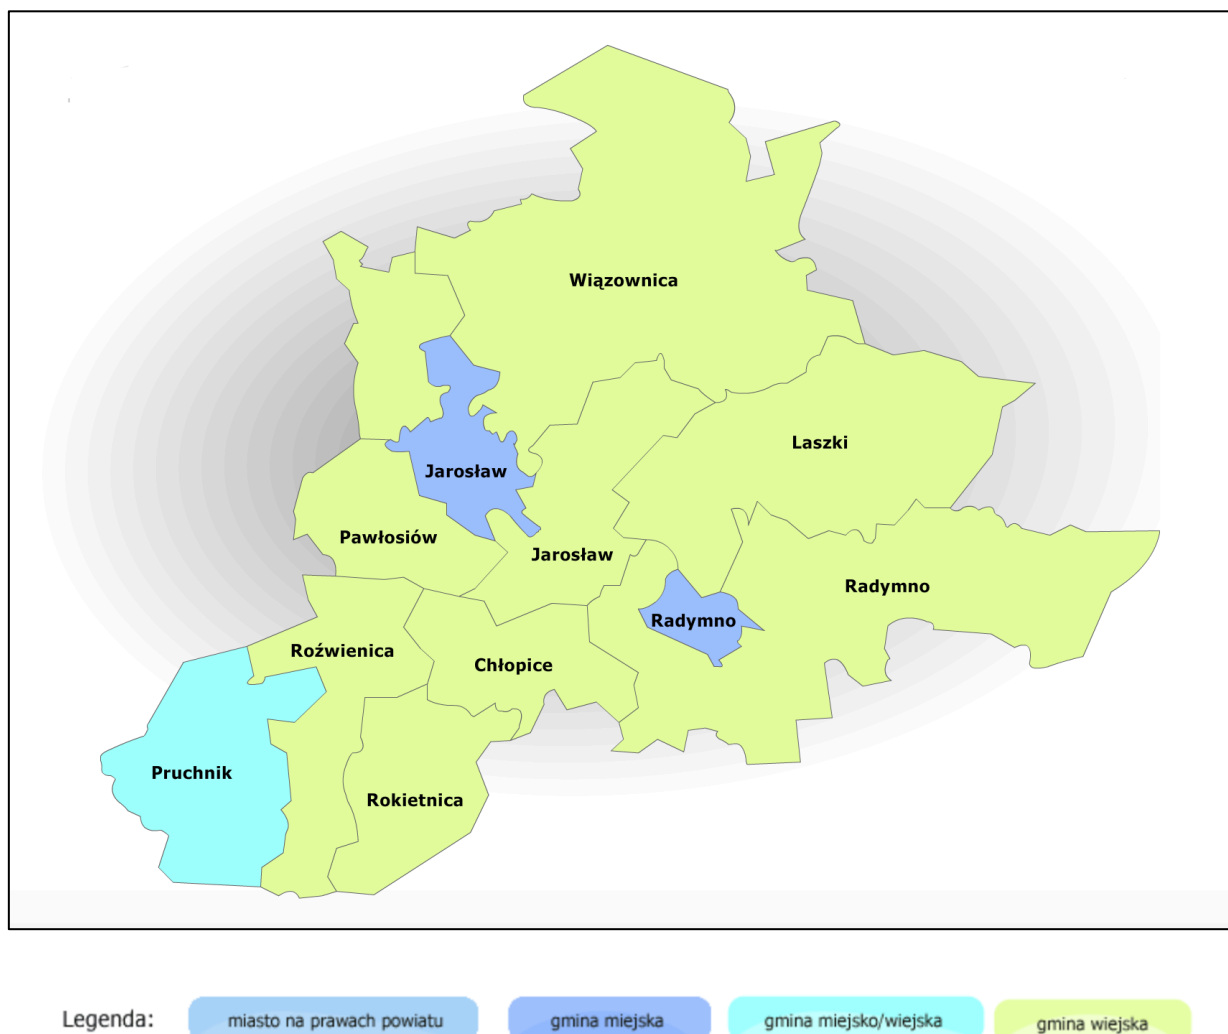 Wiązownica
Laszki
Jarosław
Pawłosiów
Jarosław
Radymno
Radymno
Roźwienica
Chłopice
Pruchnik
Rokietnica
Legenda: miasto na prawach powiatu gmina miejska gmina miejsko/wiejska gmina wiejska